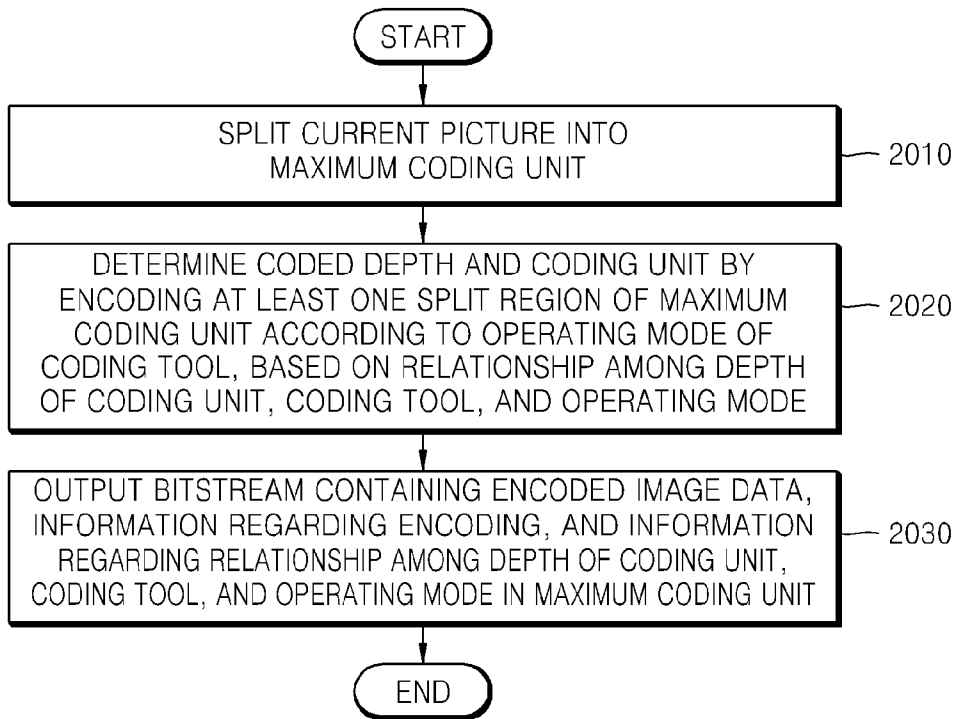 START
SPLIT CURRENT PICTURE INTO
MAXIMUM CODING UNIT
2010
DETERMINE CODED DEPTH AND CODING UNIT BY
ENCODING AT LEAST ONE SPLIT REGION OF MAXIMUM
CODING UNIT ACCORDING TO OPERATING MODE OF
CODING TOOL, BASED ON RELATIONSHIP AMONG DEPTH
OF CODING UNIT, CODING TOOL, AND OPERATING MODE
2020
OUTPUT BITSTREAM CONTAINING ENCODED IMAGE DATA,
INFORMATION REGARDING ENCODING, AND INFORMATION
REGARDING RELATIONSHIP AMONG DEPTH OF CODING UNIT,
CODING TOOL, AND OPERATING MODE IN MAXIMUM CODING UNIT
2030
END